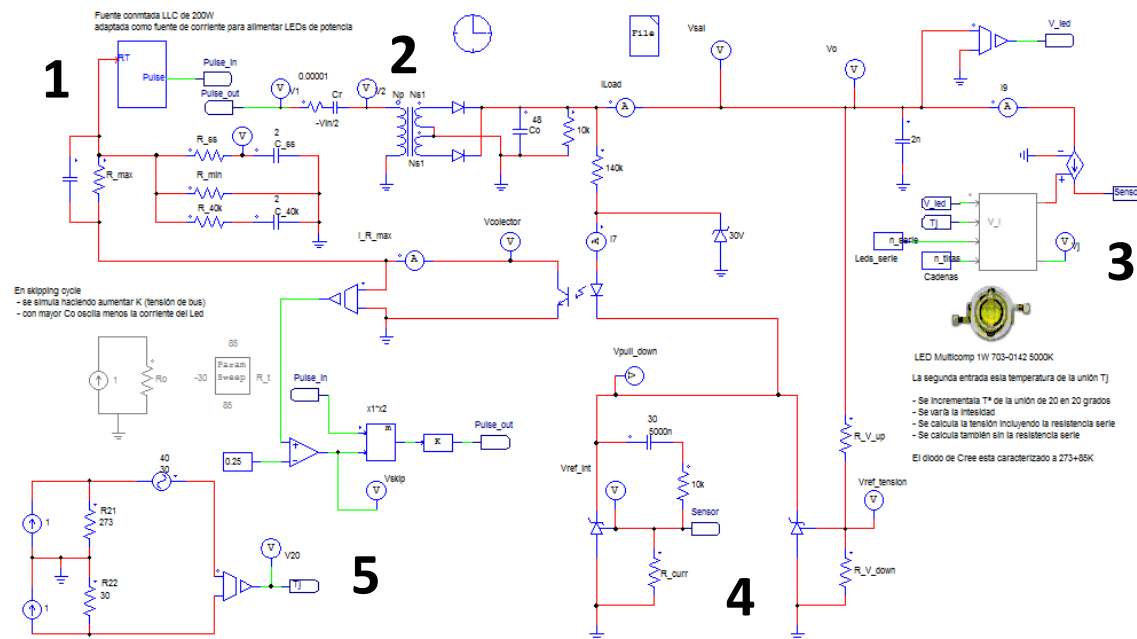 Fuente conmtada LLC de 200W
adaptada como fuente de corriente para alimentar LEDs de potencia
1
RT
Pulse
Pulse_in
Pulse_out
V
V1
0.00001
Cr
-Vin/2
V
V2
2
Np
Ns1
Ns1
48
Co
10k
File
ILoad
A
Vsal
V
Vo
V
V_led
I9
A
2n
140k
R_ss
V
2
C_ss
R_max
R_min
R_40k
2
C_40k
I_R_max
A
Vcolector
V
I7
30V
Sensor
V_led
Tj
n_serie
Leds_serie
n_tiras
Cadenas
V_I
V
Vj
3
En skipping cycle
- se simula haciendo aumentar K (tensión de bus)
- con mayor Co oscila menos la corriente del Led
1
Ro
85
-30
Param
Sweep
R_t
85
Pulse_in
x1*x2
m
K
Pulse_out
0.25
Vskip
V
LED Multicomp 1W 703-0142 5000K
La segunda entrada esla temperatura de la unión Tj
- Se incrementala Tª de la unión de 20 en 20 grados
- Se varía la intesidad
- Se calcula la tensión incluyendo la resistencia serie
- Se calcula también sin la resistencia serie
El diodo de Cree esta caracterizado a 273+85K
Vpull_down
V
30
5000n
10k
Vref_int
V
Sensor
R_curr
4
R_V_up
Vref_tension
V
R_V_down
40
30
1
R21
273
1
R22
30
V20
V
Tj
5